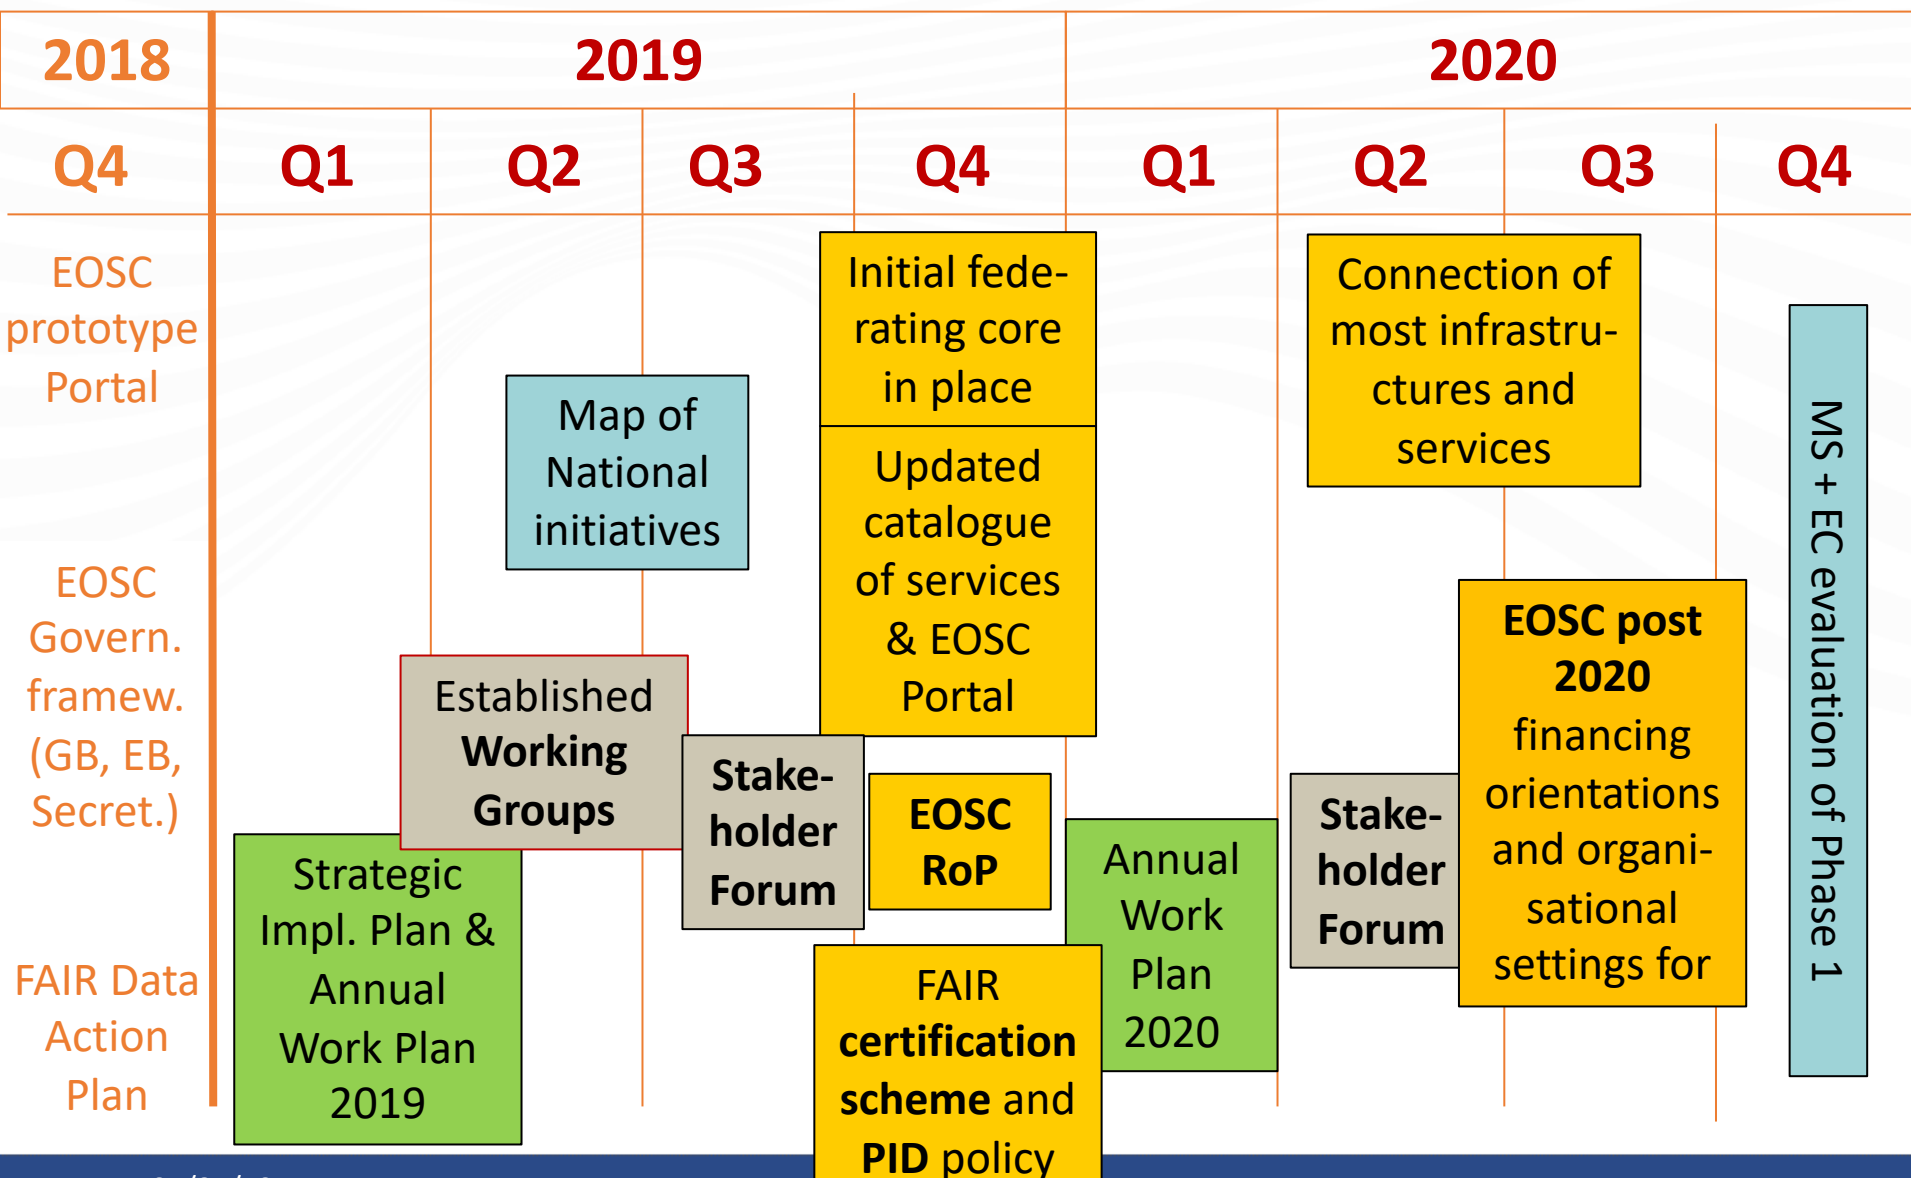 2018
2019
2020
Q4
Q1
Q2
Q3
Q4
Q1
Q2
Q3
Q4
EOSC
prototype
Portal
EOSC
Govern.
framew.
(GB, EB,
Secret.)
FAIR Data
Action
Plan
Strategic
Impl. Plan &
Annual
Work Plan
2019
Established
Working
Groups
Map of
National
initiatives
Stake-
holder
Forum
Initial fede-
rating core
in place
Updated
catalogue
of services
& EOSC
Portal
EOSC
RoP
FAIR
certification
scheme and
PID policy
Annual
Work
Plan
2020
Connection of
most infrastru-
ctures and
services
Stake-
holder
Forum
EOSC post
2020
financing
orientations
and organi-
sational
settings for
MS + EC evaluation of Phase 1